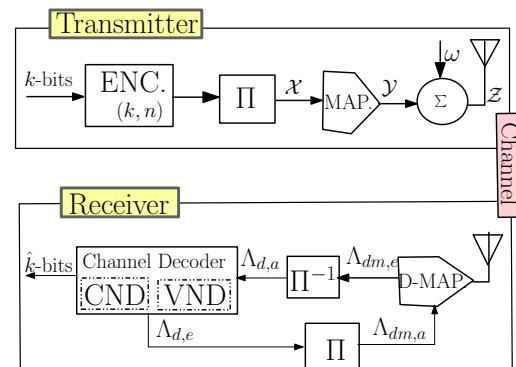 Transmitter
k-bits
ENC.
(k, n)
Π
𝒳
MAP.
𝒴
ω
Σ
𝒵
Channel
Receiver
k̂-bits
Channel Decoder
CND
VND
Λ_{d,a}
Π^{-1}
Λ_{dm,e}
D-MAP
Λ_{d,e}
Π
Λ_{dm,a}